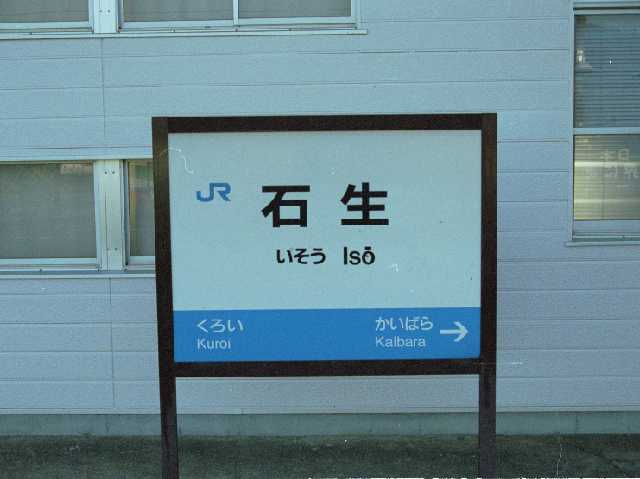 JR 石生
いそう Isō
くろい かいばら →
Kuroi Kaibara